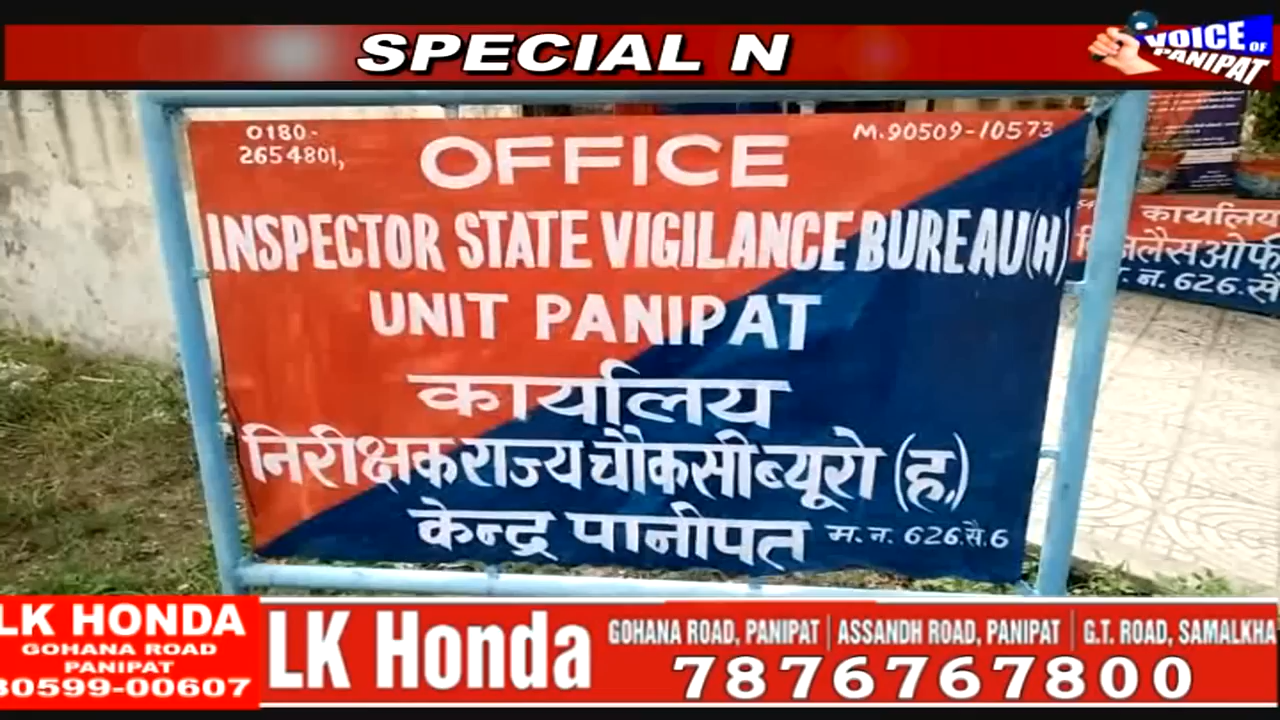 SPECIAL N
VOICE OF
PANIPAT
0180-
2654801,
M.90509-10573
OFFICE
INSPECTOR STATE VIGILANCE BUREAU(H)
UNIT PANIPAT
कार्यालय
निरीक्षक राज्य चौकसी ब्यूरो (ह.)
केन्द्र पानीपत म. न. 626.सै.6
कार्यालय
न. 626.सै
LK HONDA
GOHANA ROAD
PANIPAT
80599-00607
LK Honda
GOHANA ROAD, PANIPAT | ASSANDH ROAD, PANIPAT | G.T. ROAD, SAMALKHA
7876767800